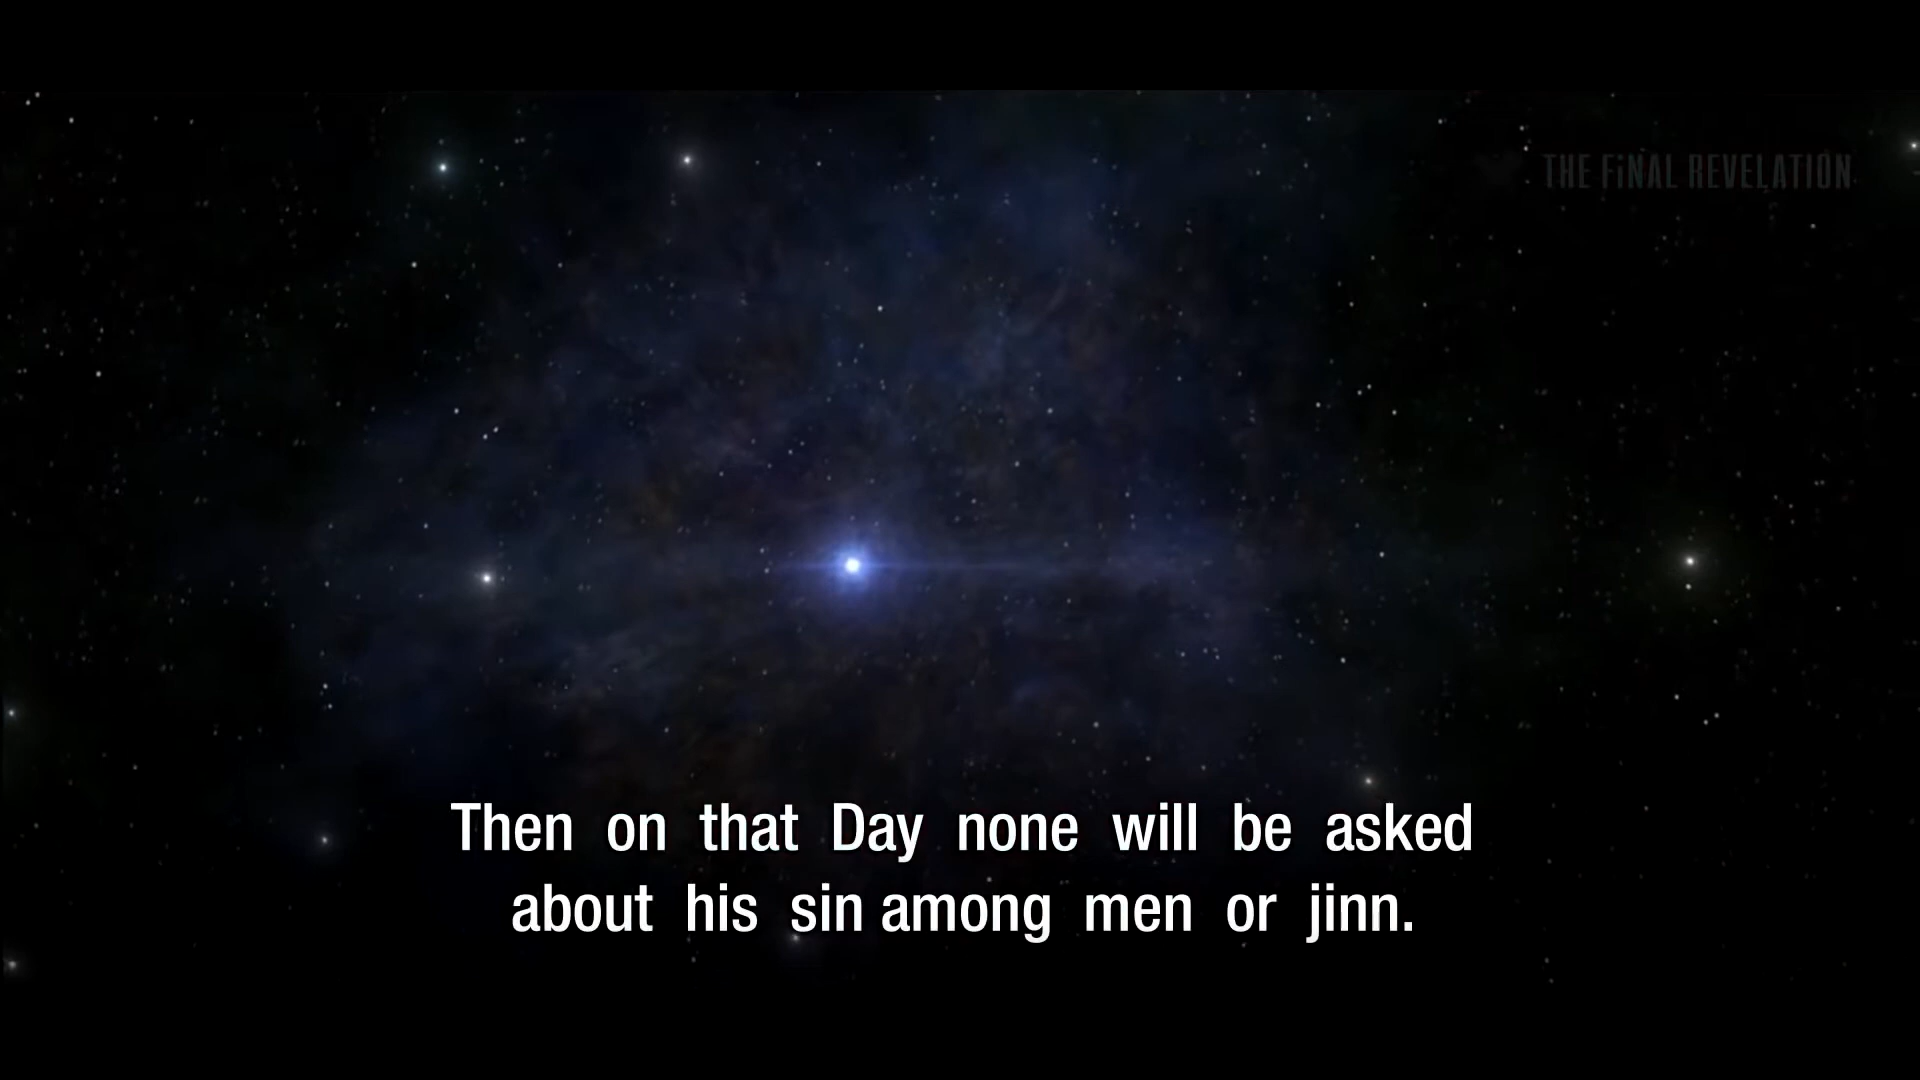 THE FiNAL REVELATION
Then on that Day none will be asked
about his sin among men or jinn.